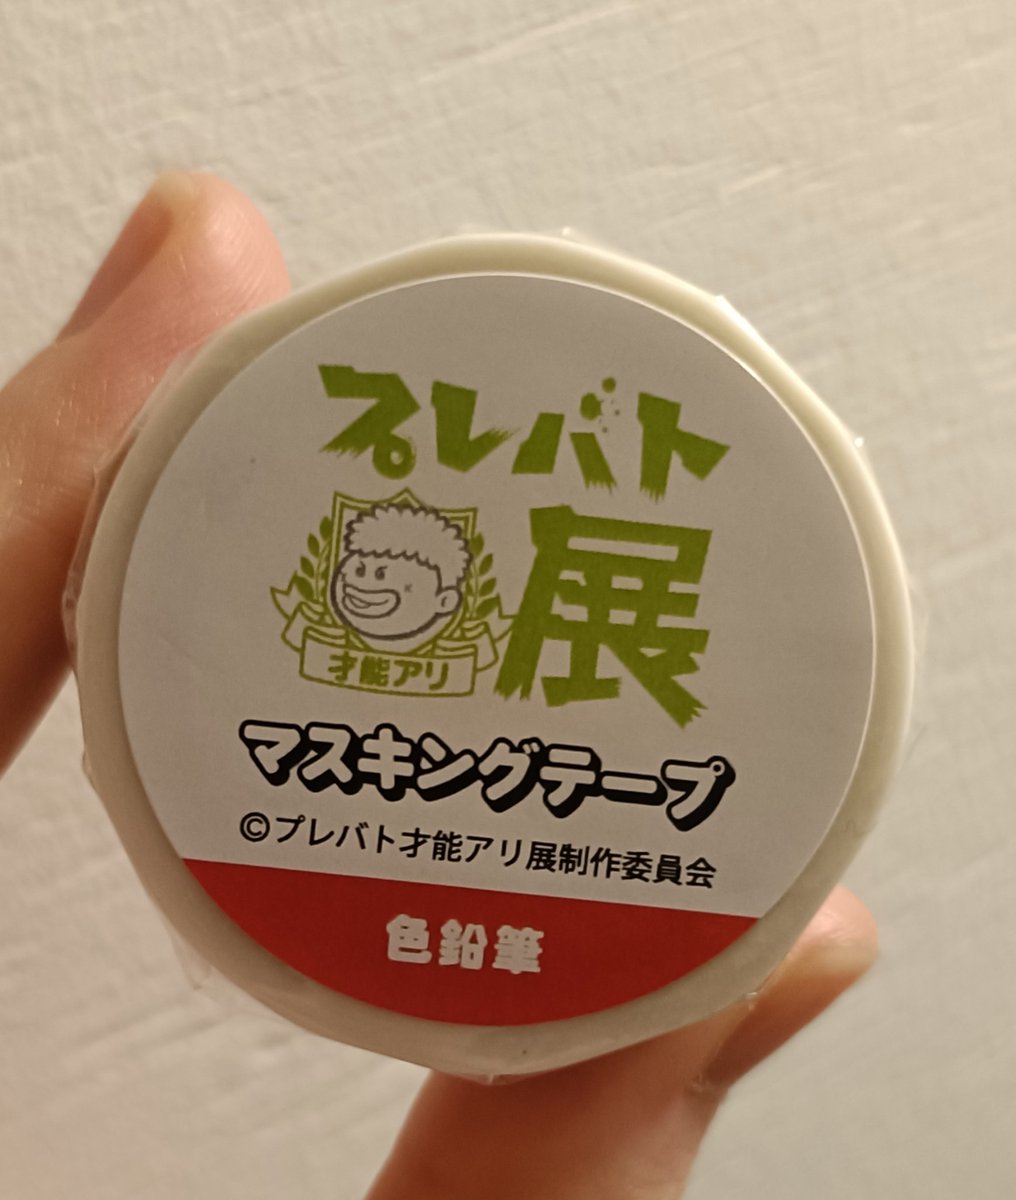 プレバト
展
才能アリ
マスキングテープ
©プレバト才能アリ展制作委員会
色鉛筆